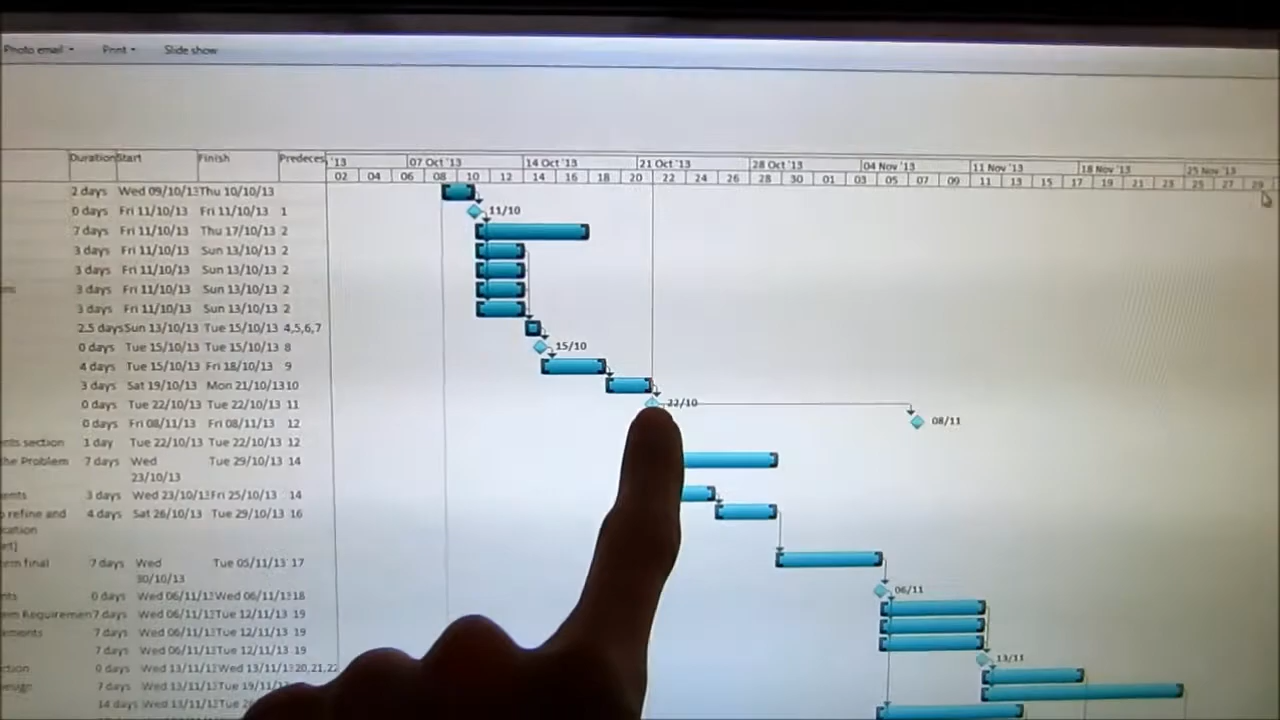 Photo email Print Slide show
Duration Start Finish Predeces '13 07 Oct '13 14 Oct '13 21 Oct '13 28 Oct '13 04 Nov '13 11 Nov '13 18 Nov '13 25 Nov '13
02 04 06 08 10 12 14 16 18 20 22 24 26 28 30 01 03 05 07 09 11 13 15 17 19 21 23 25 27 29
2 days Wed 09/10/13 Thu 10/10/13
0 days Fri 11/10/13 Fri 11/10/13 1 11/10
7 days Fri 11/10/13 Thu 17/10/13 2
3 days Fri 11/10/13 Sun 13/10/13 2
3 days Fri 11/10/13 Sun 13/10/13 2
3 days Fri 11/10/13 Sun 13/10/13 2
3 days Fri 11/10/13 Sun 13/10/13 2
2.5 days Sun 13/10/13 Tue 15/10/13 4,5,6,7
0 days Tue 15/10/13 Tue 15/10/13 8 15/10
4 days Tue 15/10/13 Fri 18/10/13 9
3 days Sat 19/10/13 Mon 21/10/13 10
0 days Tue 22/10/13 Tue 22/10/13 11 22/10
0 days Fri 08/11/13 Fri 08/11/13 12 08/11
nts section 1 day Tue 22/10/13 Tue 22/10/13 12
the Problem 7 days Wed 23/10/13 Tue 29/10/13 14
ents 3 days Wed 23/10/13 Fri 25/10/13 14
o refine and 4 days Sat 26/10/13 Tue 29/10/13 16
cation
em final 7 days Wed 30/10/13 Tue 05/11/13 17
nts 0 days Wed 06/11/13 Wed 06/11/13 18 06/11
em Requiremen 7 days Wed 06/11/13 Tue 12/11/13 19
ements 7 days Wed 06/11/13 Tue 12/11/13 19
7 days Wed 06/11/13 Tue 12/11/13 19
ction 0 days Wed 13/11/13 Wed 13/11/13 20,21,22 13/11
esign 7 days Wed 13/11/13 Tue 19/11/
14 days Wed 13/11/13 Tue